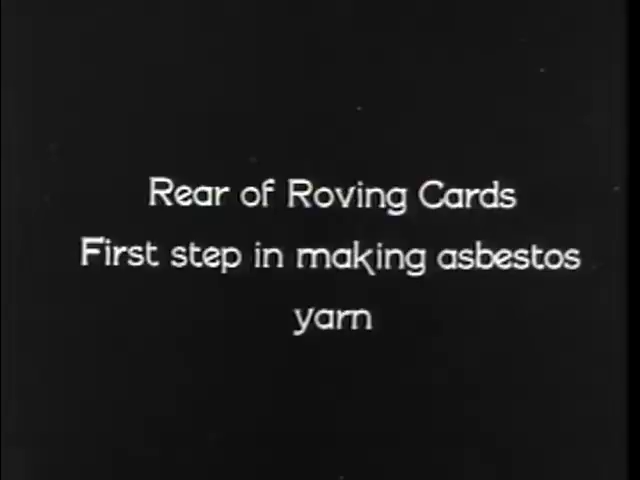 Rear of Roving Cards
First step in making asbestos
yarn